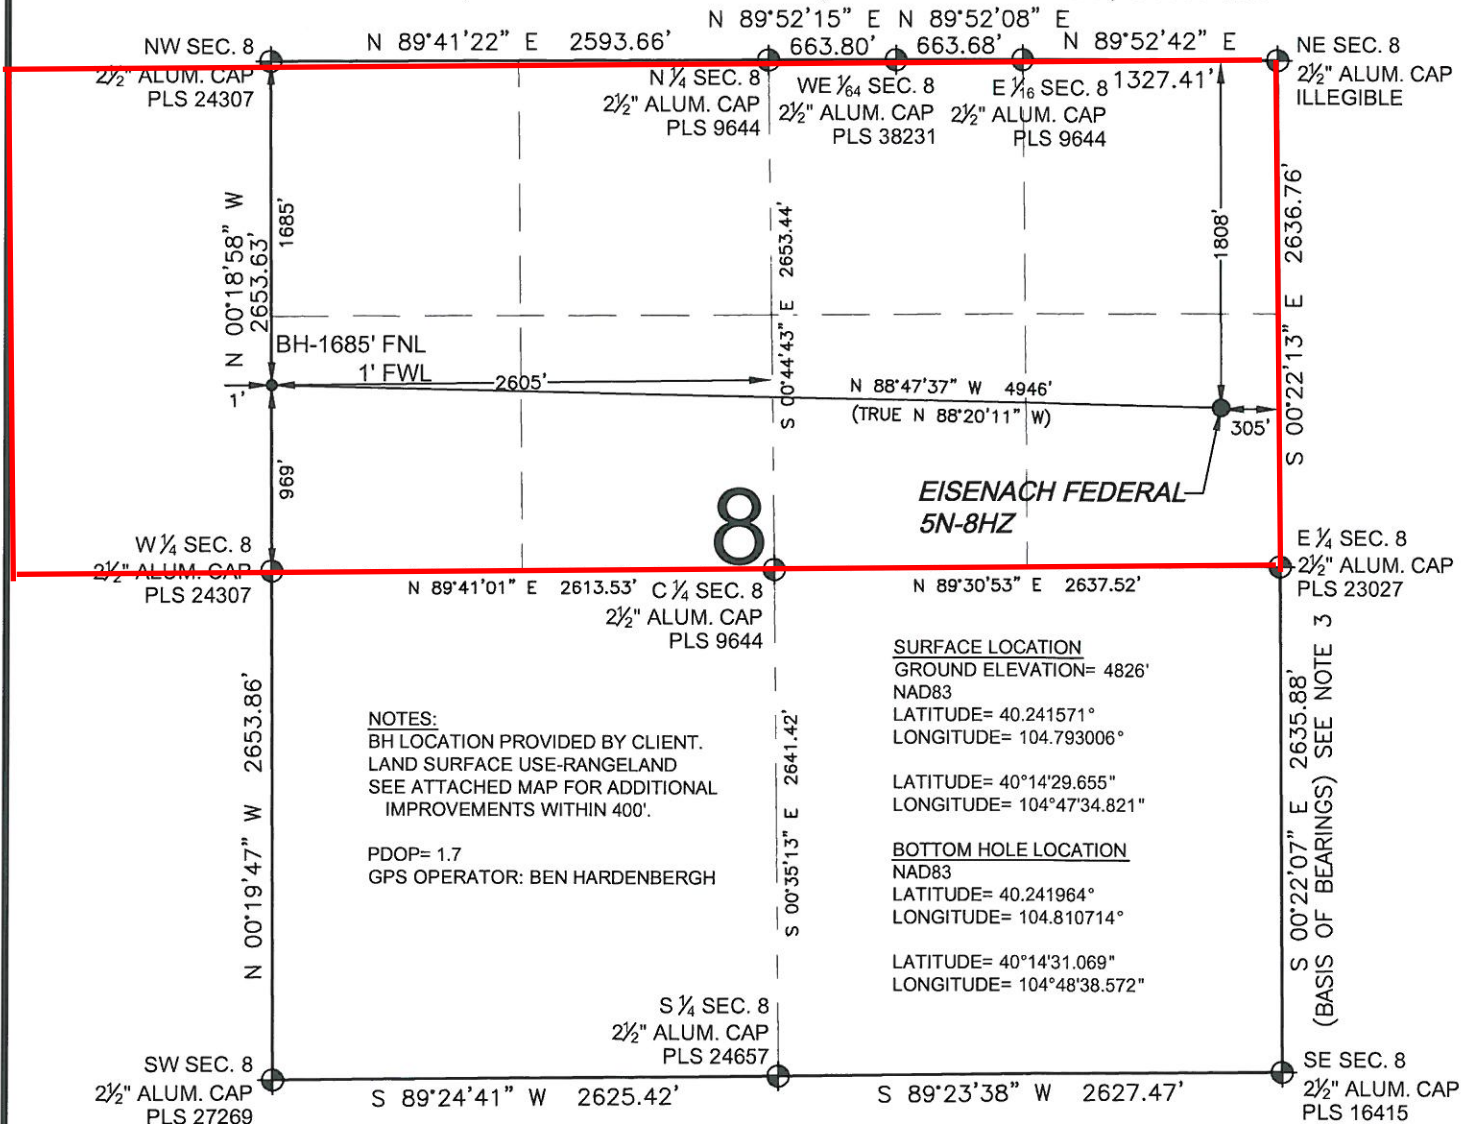 N 89°52'15" E N 89°52'08" E
NW SEC. 8
2½" ALUM. CAP
PLS 24307
N 89°41'22" E 2593.66'
663.80'
663.68'
N 89°52'42" E
1327.41'
NE SEC. 8
2½" ALUM. CAP
ILLEGIBLE
N ¼ SEC. 8
2½" ALUM. CAP
PLS 9644
WE 1/64 SEC. 8
2½" ALUM. CAP
PLS 38231
E 1/16 SEC. 8
2½" ALUM. CAP
PLS 9644
N 00°18'58" W
2653.63'
1685'
S 00°44'43" E 2653.44'
1808'
S 00°22'13" E 2636.76'
BH-1685' FNL
1' FWL
1'
2605'
N 88°47'37" W 4946'
(TRUE N 88°20'11" W)
305'
969'
EISENACH FEDERAL
5N-8HZ
8
W ¼ SEC. 8
2½" ALUM. CAP
PLS 24307
N 89°41'01" E 2613.53'
C ¼ SEC. 8
2½" ALUM. CAP
PLS 9644
N 89°30'53" E 2637.52'
E ¼ SEC. 8
2½" ALUM. CAP
PLS 23027
N 00°19'47" W 2653.86'
NOTES:
BH LOCATION PROVIDED BY CLIENT.
LAND SURFACE USE-RANGELAND
SEE ATTACHED MAP FOR ADDITIONAL
IMPROVEMENTS WITHIN 400'.
PDOP= 1.7
GPS OPERATOR: BEN HARDENBERGH
S 00°35'13" E 2641.42'
SURFACE LOCATION
GROUND ELEVATION= 4826'
NAD83
LATITUDE= 40.241571°
LONGITUDE= 104.793006°
LATITUDE= 40°14'29.655"
LONGITUDE= 104°47'34.821"
BOTTOM HOLE LOCATION
NAD83
LATITUDE= 40.241964°
LONGITUDE= 104.810714°
LATITUDE= 40°14'31.069"
LONGITUDE= 104°48'38.572"
S 00°22'07" E 2635.88'
(BASIS OF BEARINGS) SEE NOTE 3
SW SEC. 8
2½" ALUM. CAP
PLS 27269
S 89°24'41" W 2625.42'
S ¼ SEC. 8
2½" ALUM. CAP
PLS 24657
S 89°23'38" W 2627.47'
SE SEC. 8
2½" ALUM. CAP
PLS 16415